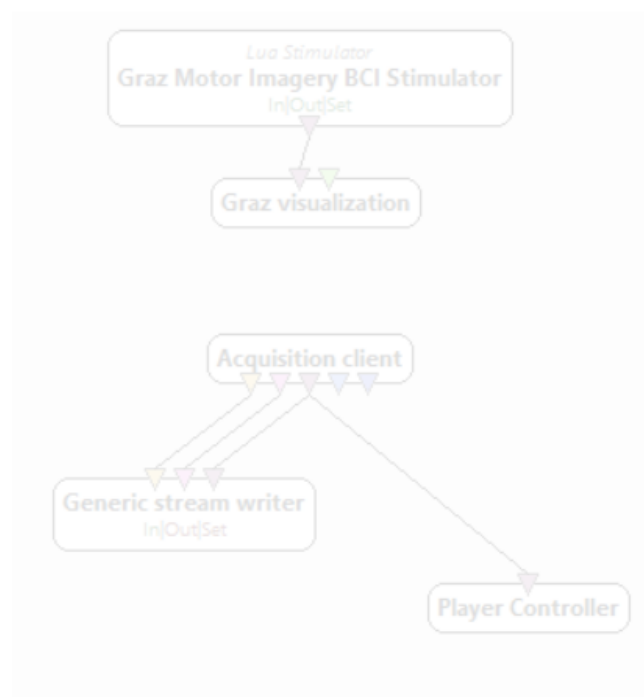 Lua Stimulator
Graz Motor Imagery BCI Stimulator
In|Out|Set
Graz visualization
Acquisition client
Generic stream writer
In|Out|Set
Player Controller